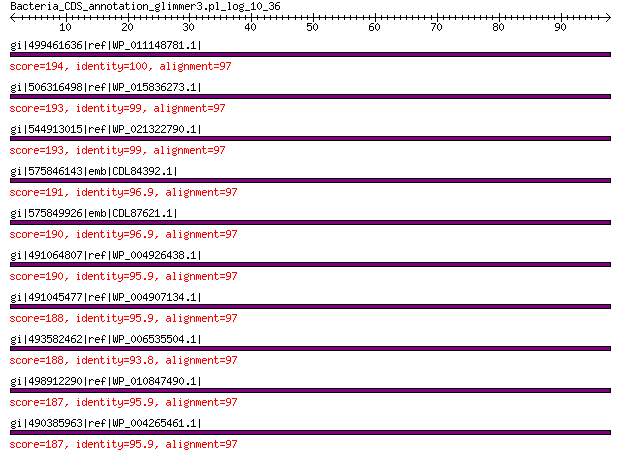 Bacteria_CDS_annotation_glimmer3.pl_log_10_36
10 20 30 40 50 60 70 80 90
gi|499461636|ref|WP_011148781.1|
score=194, identity=100, alignment=97
gi|506316498|ref|WP_015836273.1|
score=193, identity=99, alignment=97
gi|544913015|ref|WP_021322790.1|
score=193, identity=99, alignment=97
gi|575846143|emb|CDL84392.1|
score=191, identity=96.9, alignment=97
gi|575849926|emb|CDL87621.1|
score=190, identity=96.9, alignment=97
gi|491064807|ref|WP_004926438.1|
score=190, identity=95.9, alignment=97
gi|491045477|ref|WP_004907134.1|
score=188, identity=95.9, alignment=97
gi|493582462|ref|WP_006535504.1|
score=188, identity=93.8, alignment=97
gi|498912290|ref|WP_010847490.1|
score=187, identity=95.9, alignment=97
gi|490385963|ref|WP_004265461.1|
score=187, identity=95.9, alignment=97